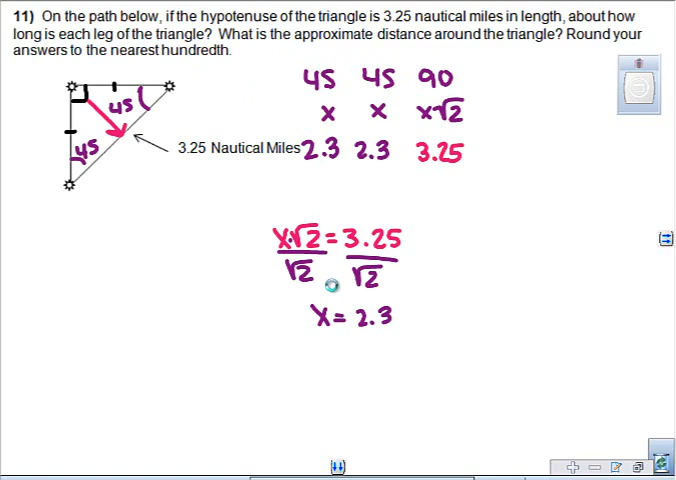 11) On the path below, if the hypotenuse of the triangle is 3.25 nautical miles in length, about how
long is each leg of the triangle? What is the approximate distance around the triangle? Round your
answers to the nearest hundredth.
45 45 90
45
x x x√2
45
3.25 Nautical Miles 2.3 2.3 3.25
x·√2 = 3.25
√2 √2
x = 2.3